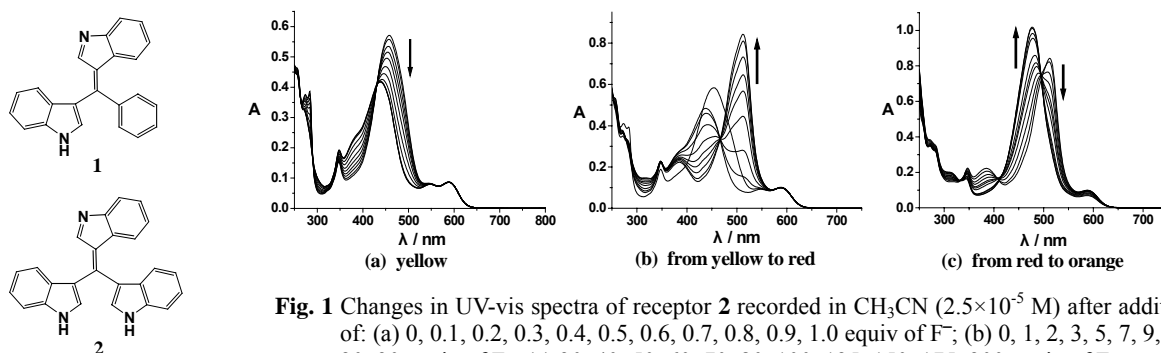 N
NH
1
N
NH
HN
2
A
0.6
0.5
0.4
0.3
0.2
0.1
0.0
300 400 500 600 700 800
λ / nm
(a) yellow
A
0.8
0.6
0.4
0.2
0.0
300 400 500 600 700
λ / nm
(b) from yellow to red
A
1.0
0.8
0.6
0.4
0.2
0.0
300 400 500 600 700
λ / nm
(c) from red to orange
Fig. 1 Changes in UV-vis spectra of receptor 2 recorded in CH3CN (2.5×10-5 M) after addi
of: (a) 0, 0.1, 0.2, 0.3, 0.4, 0.5, 0.6, 0.7, 0.8, 0.9, 1.0 equiv of F−; (b) 0, 1, 2, 3, 5, 7, 9,